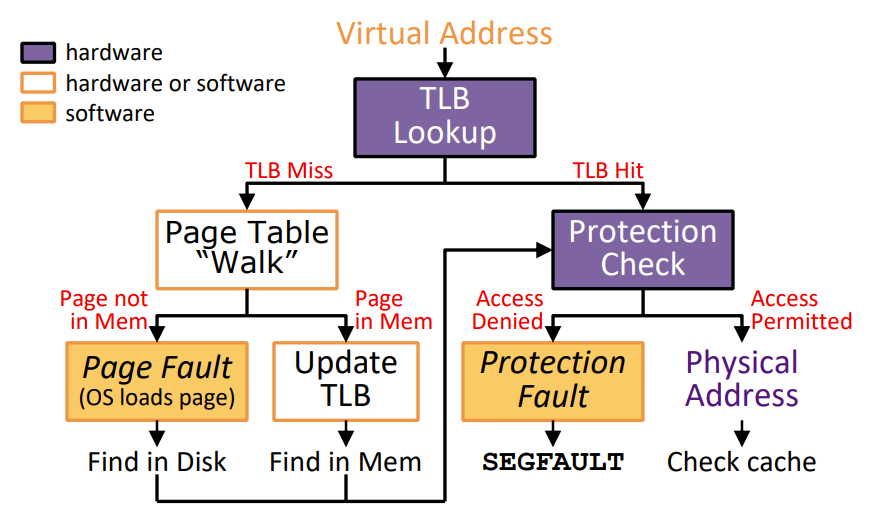 Virtual Address
hardware
hardware or software
software
TLB
Lookup
TLB Miss
TLB Hit
Page Table
“Walk”
Protection
Check
Page not
in Mem
Page
in Mem
Access
Denied
Access
Permitted
Page Fault
(OS loads page)
Update
TLB
Protection
Fault
Physical
Address
Find in Disk
Find in Mem
SEGFAULT
Check cache